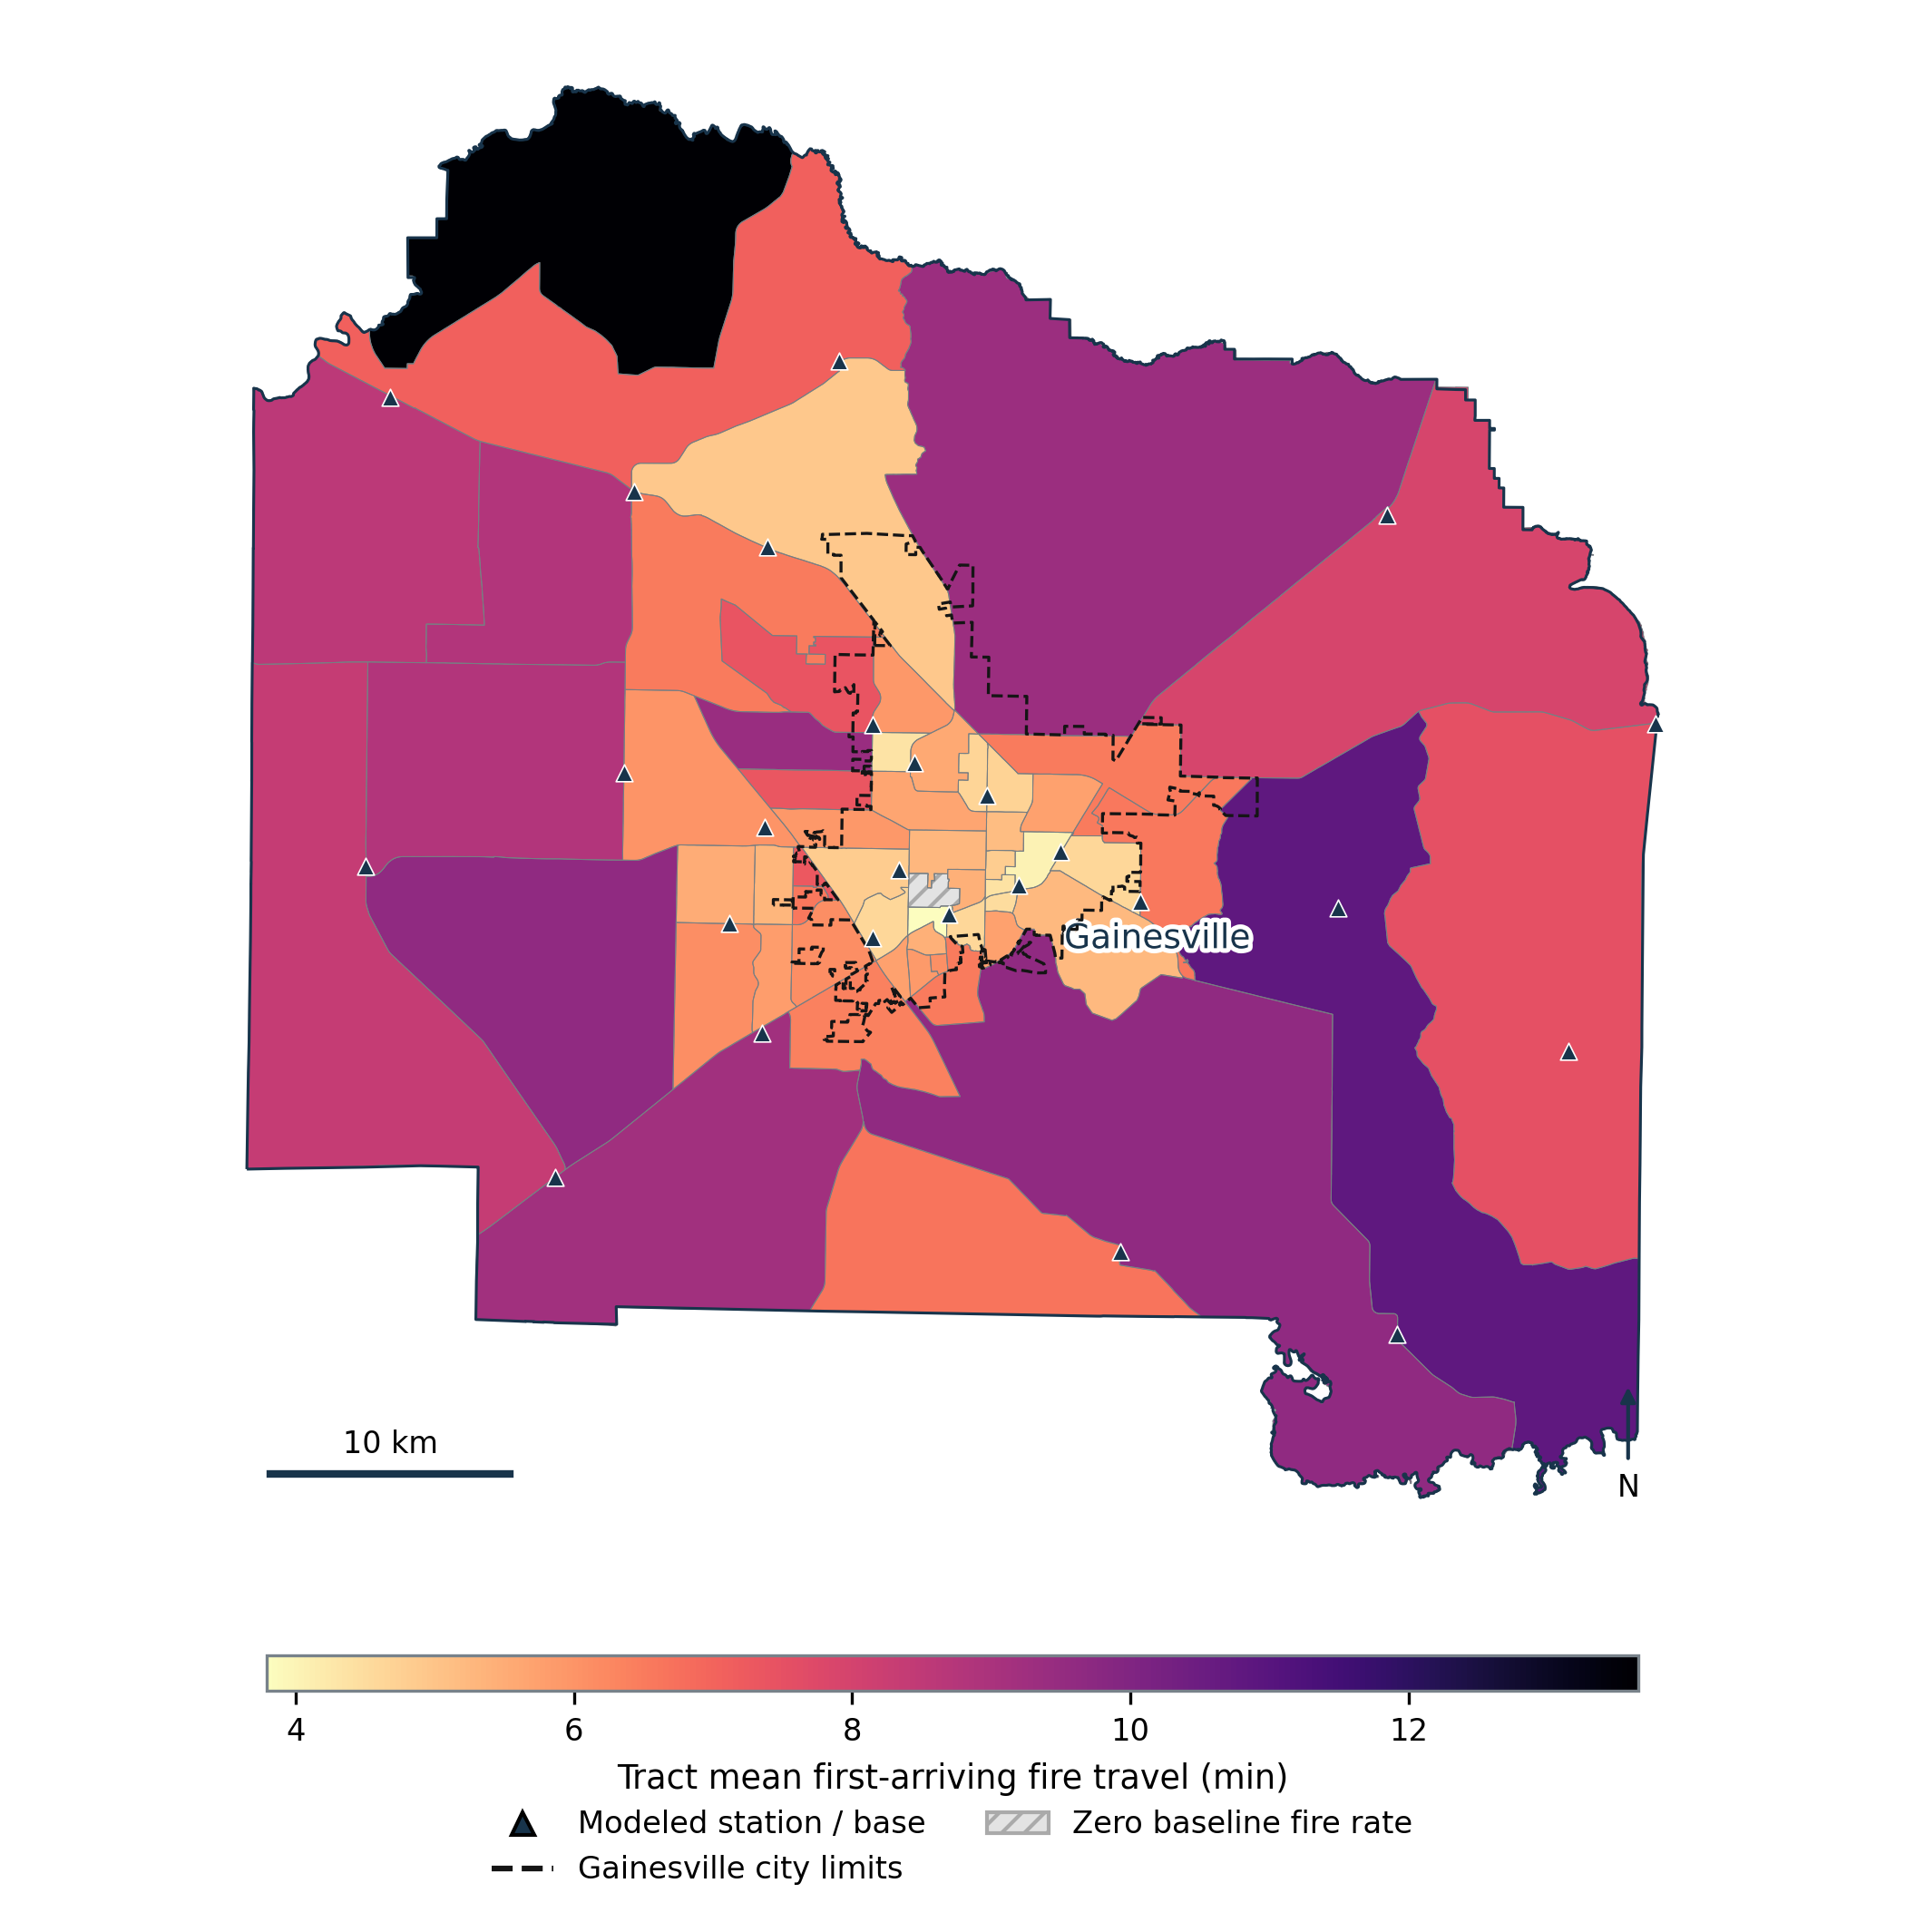 Gainesville
10 km
N
4 6 8 10 12
Tract mean first-arriving fire travel (min)
Modeled station / base
Zero baseline fire rate
Gainesville city limits